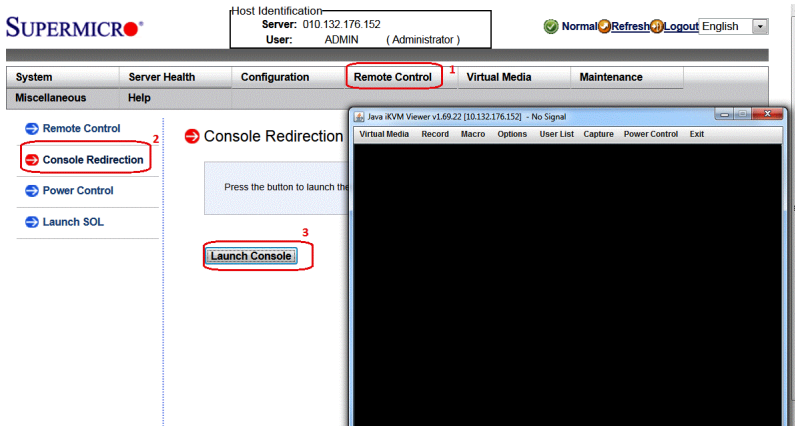 Host Identification
SUPERMICRO
Server: 010.132.176.152
User: ADMIN ( Administrator )
Normal Refresh Logout English
System Server Health Configuration Remote Control 1 Virtual Media Maintenance
Miscellaneous Help
Remote Control
2
Console Redirection
Power Control
Launch SOL
Console Redirection
Press the button to launch the
3
Launch Console
Java iKVM Viewer v1.69.22 [10.132.176.152] - No Signal
Virtual Media Record Macro Options User List Capture Power Control Exit